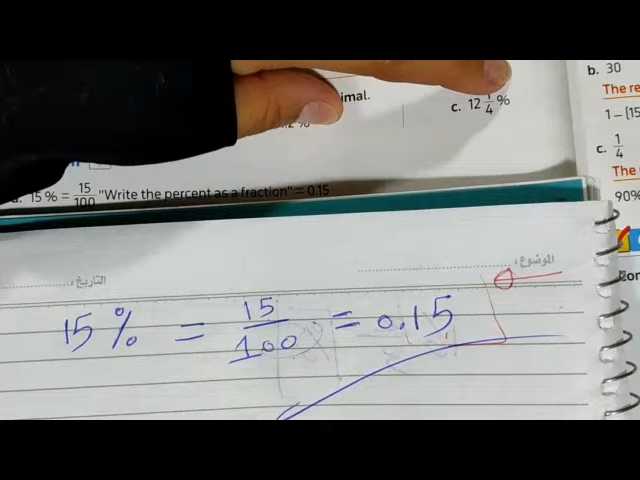 imal.
c. 12 1/4 %
15 % = 15/100 "Write the percent as a fraction" = 0.15
b. 30
The re
1 – [15
c. 1/4
The
90%
الموضوع :
التاريخ :
15 % = 15/100 = 0.15